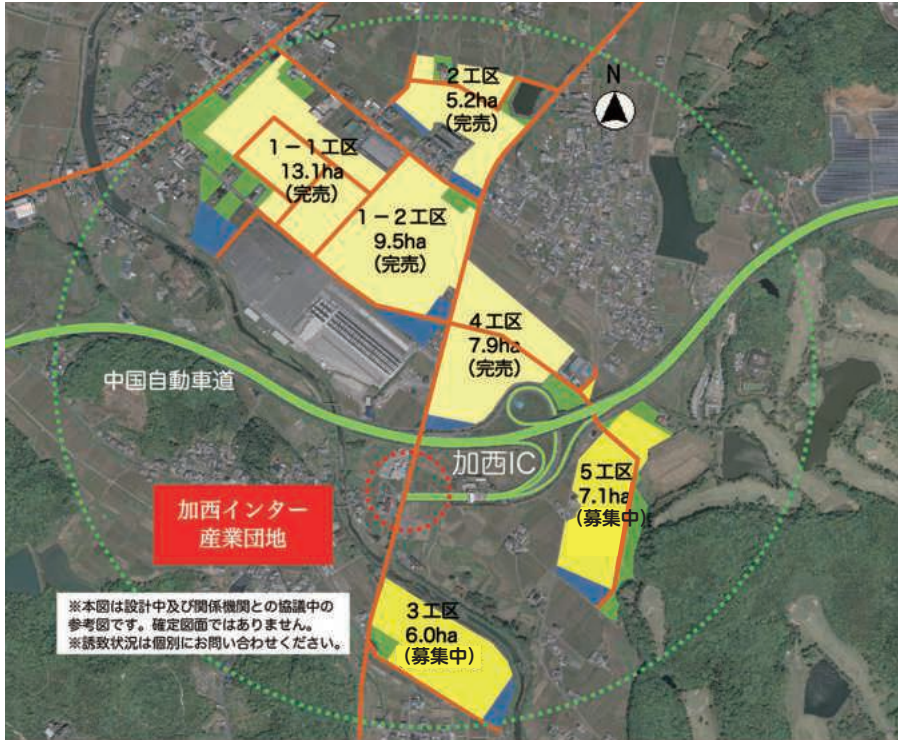 2工区
5.2ha
(完売)
N
1－1工区
13.1ha
(完売)
1－2工区
9.5ha
(完売)
4工区
7.9ha
(完売)
中国自動車道
加西IC
5工区
7.1ha
(募集中)
加西インター
産業団地
※本図は設計中及び関係機関との協議中の
参考図です。確定図面ではありません。
※誘致状況は個別にお問い合わせください。
3工区
6.0ha
(募集中)